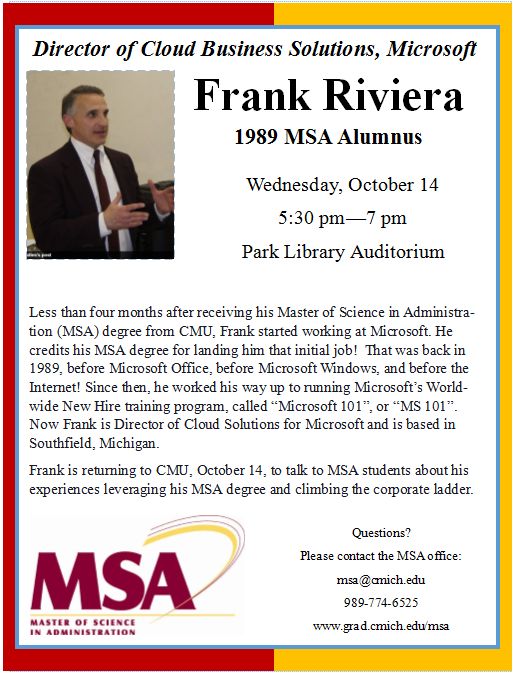 Director of Cloud Business Solutions, Microsoft
Frank Riviera
1989 MSA Alumnus
Wednesday, October 14
5:30 pm—7 pm
Park Library Auditorium
Less than four months after receiving his Master of Science in Administra-
tion (MSA) degree from CMU, Frank started working at Microsoft. He
credits his MSA degree for landing him that initial job!  That was back in
1989, before Microsoft Office, before Microsoft Windows, and before the
Internet! Since then, he worked his way up to running Microsoft's World-
wide New Hire training program, called “Microsoft 101”, or “MS 101”.
Now Frank is Director of Cloud Solutions for Microsoft and is based in
Southfield, Michigan.
Frank is returning to CMU, October 14, to talk to MSA students about his
experiences leveraging his MSA degree and climbing the corporate ladder.
MSA
MASTER OF SCIENCE
IN ADMINISTRATION
Questions?
Please contact the MSA office:
msa@cmich.edu
989-774-6525
www.grad.cmich.edu/msa